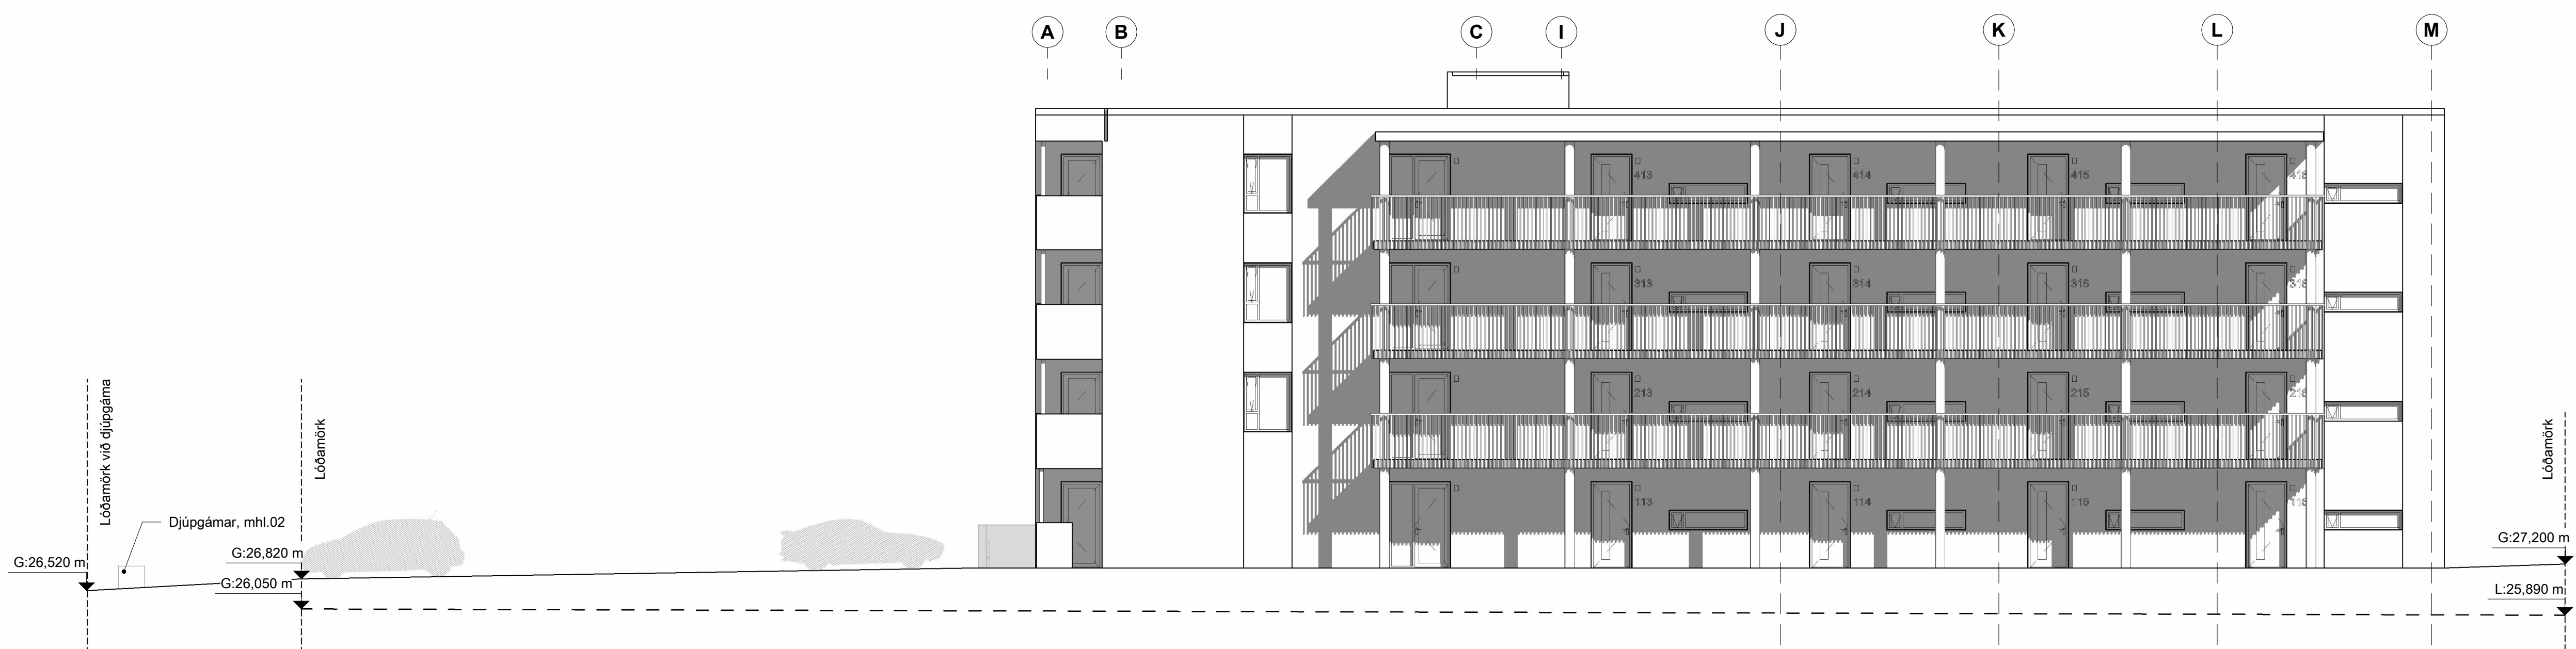 A B C I J K L M
413 414 415 416
313 314 315 316
213 214 215 216
113 114 115 116
Lóðamörk við djúpgáma
Lóðamörk
Lóðamörk
Djúpgámar, mhl.02
G:26,520 m
G:26,820 m
G:26,050 m
G:27,200 m
L:25,890 m